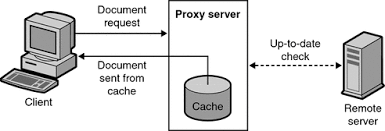 Document
request
Proxy server
Up-to-date
check
Document
sent from
cache
Cache
Client
Remote
server